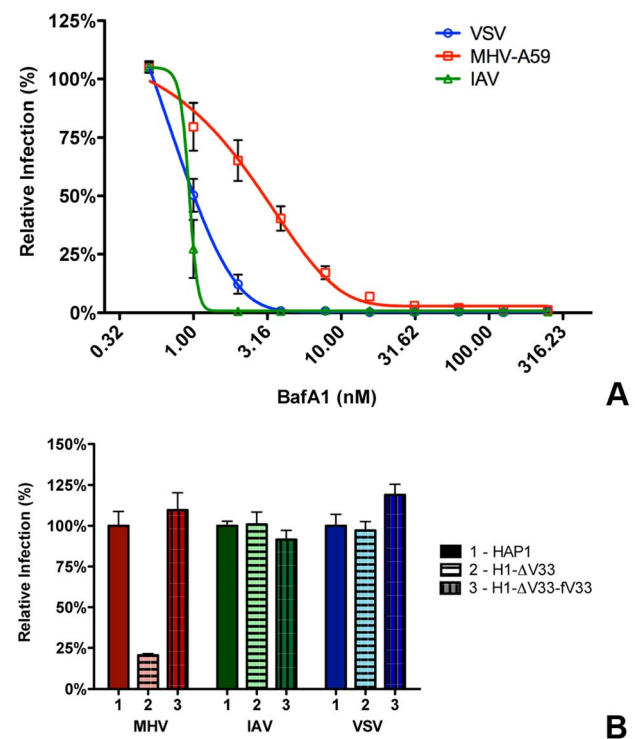 125%
100%
75%
50%
25%
0%
Relative Infection (%)
VSV
MHV-A59
IAV
0.32
1.00
3.16
10.00
31.62
100.00
316.23
BafA1 (nM)
A
150%
125%
100%
75%
50%
25%
0%
Relative Infection (%)
1 - HAP1
2 - H1-ΔV33
3 - H1-ΔV33-fV33
1 2 3 1 2 3 1 2 3
MHV IAV VSV
B